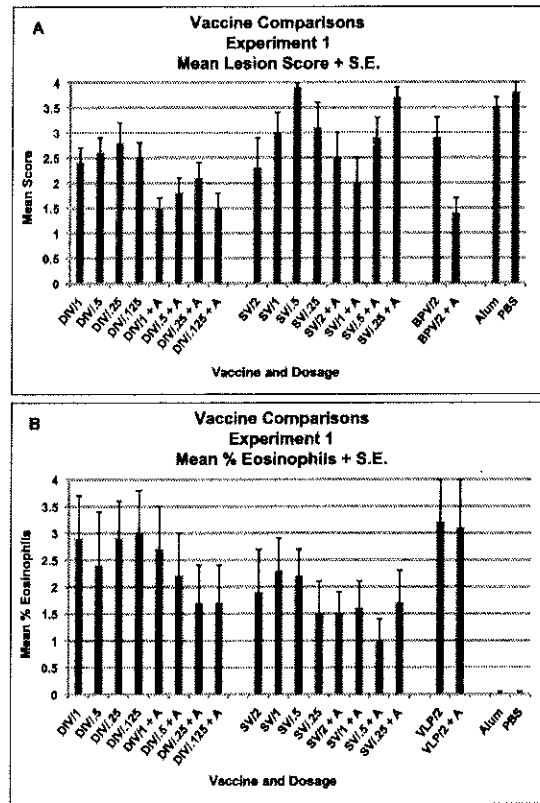 A
Vaccine Comparisons
Experiment 1
Mean Lesion Score + S.E.
4
3.5
3
2.5
2
1.5
1
0.5
0
Mean Score
DIV/1
DIV/.5
DIV/.25
DIV/.125
DIV/1 + A
DIV/.5 + A
DIV/.25 + A
DIV/.125 + A
SV/2
SV/1
SV/.5
SV/.25
SV/2 + A
SV/1 + A
SV/.5 + A
SV/.25 + A
BPV/2
BPV/2 + A
Alum
PBS
Vaccine and Dosage
B
Vaccine Comparisons
Experiment 1
Mean % Eosinophils + S.E.
4
3.5
3
2.5
2
1.5
1
0.5
0
Mean % Eosinophils
DIV/1
DIV/.5
DIV/.25
DIV/.125
DIV/1 + A
DIV/.5 + A
DIV/.25 + A
DIV/.125 + A
SV/2
SV/1
SV/.5
SV/.25
SV/2 + A
SV/1 + A
SV/.5 + A
SV/.25 + A
VLP/2
VLP/2 + A
Alum
PBS
Vaccine and Dosage